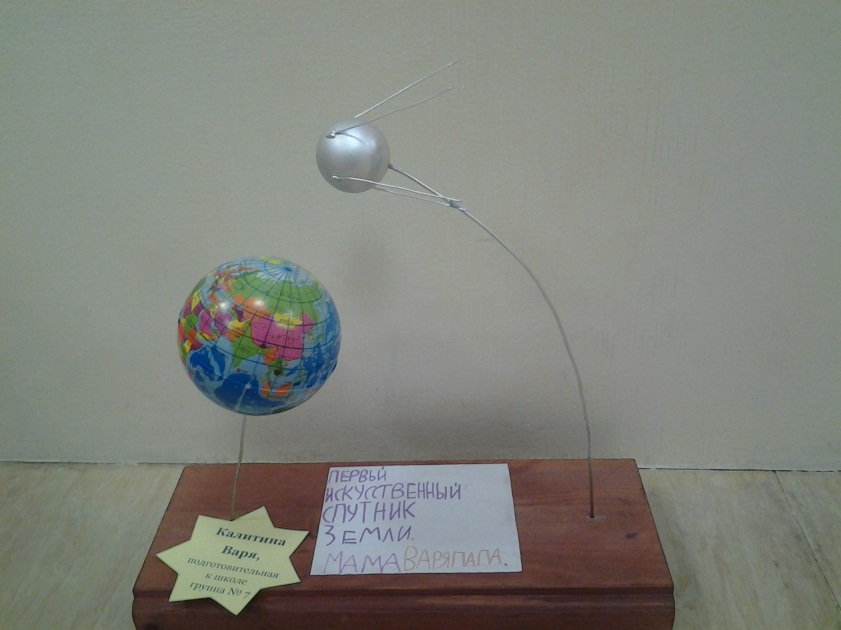 ПЕРВЫЙ
ИСКУССТВЕННЫЙ
СПУТНИК
ЗЕМЛИ.
МАМАВАРЯПАПА.
Калитина
Варя,
подготовительная
к школе
группа № 7